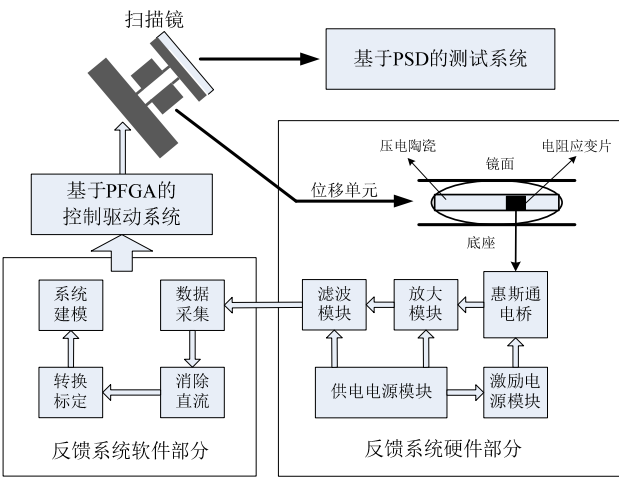 扫描镜
基于PSD的测试系统
压电陶瓷
镜面
电阻应变片
位移单元
底座
基于PFGA的
控制驱动系统
系统
建模
数据
采集
滤波
模块
放大
模块
惠斯通
电桥
转换
标定
消除
直流
供电电源模块
激励电
源模块
反馈系统软件部分
反馈系统硬件部分